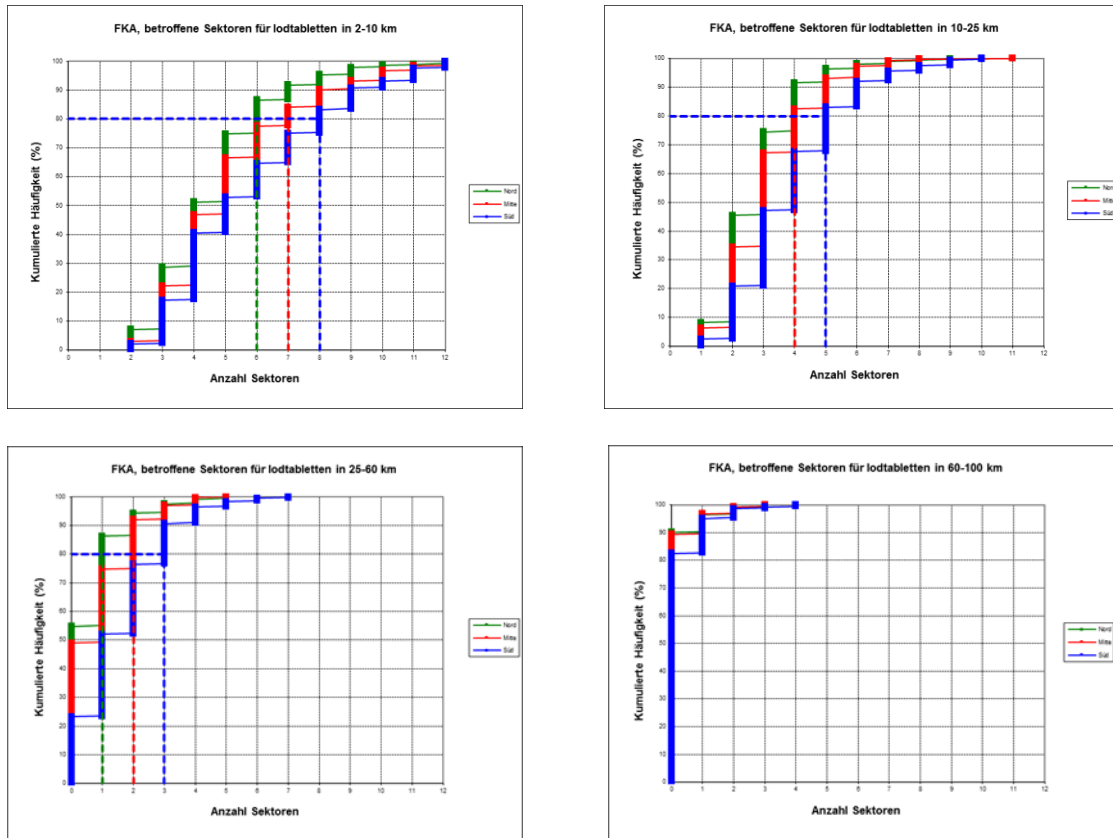 FKA, betroffene Sektoren für Iodtabletten in 2-10 km
Kumulierte Häufigkeit (%)
100
90
80
70
60
50
40
30
20
10
0
0 1 2 3 4 5 6 7 8 9 10 11 12
Anzahl Sektoren
Nord
Mitte
Süd
FKA, betroffene Sektoren für Iodtabletten in 10-25 km
Kumulierte Häufigkeit (%)
100
90
80
70
60
50
40
30
20
10
0
0 1 2 3 4 5 6 7 8 9 10 11 12
Anzahl Sektoren
Nord
Mitte
Süd
FKA, betroffene Sektoren für Iodtabletten in 25-60 km
Kumulierte Häufigkeit (%)
100
90
80
70
60
50
40
30
20
10
0
0 1 2 3 4 5 6 7 8 9 10 11 12
Anzahl Sektoren
Nord
Mitte
Süd
FKA, betroffene Sektoren für Iodtabletten in 60-100 km
Kumulierte Häufigkeit (%)
100
90
80
70
60
50
40
30
20
10
0
0 1 2 3 4 5 6 7 8 9 10 11 12
Anzahl Sektoren
Nord
Mitte
Süd